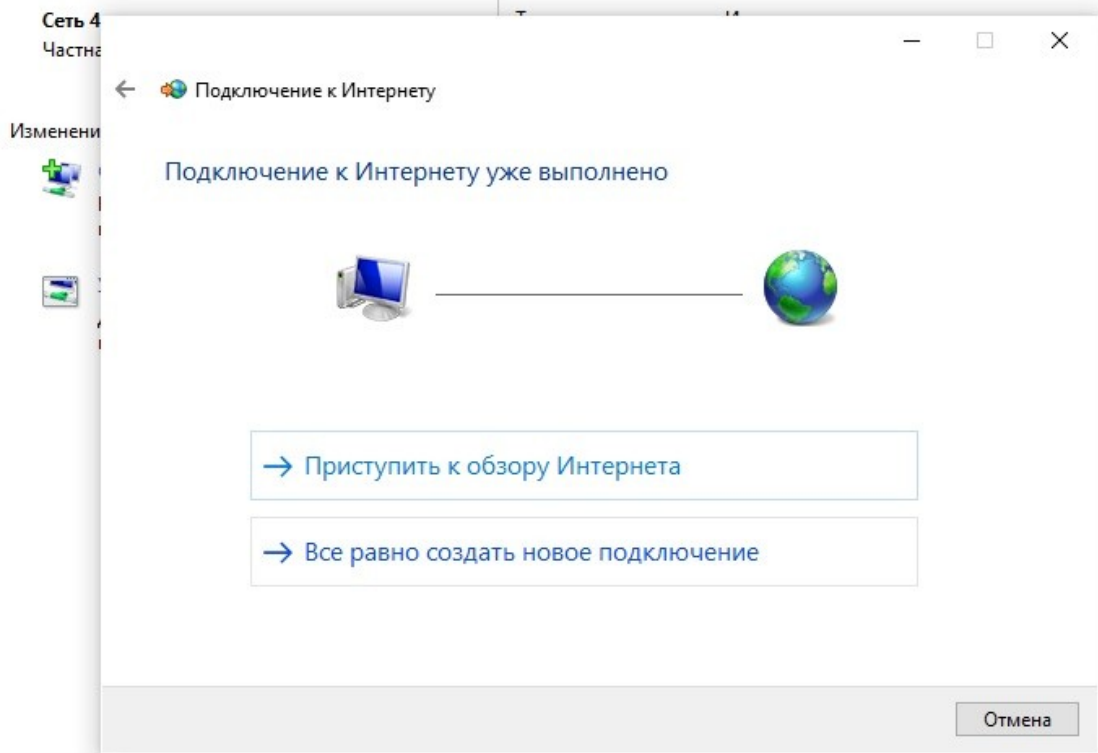 Сеть 4
Частна
Подключение к Интернету
Изменени
Подключение к Интернету уже выполнено
Приступить к обзору Интернета
Все равно создать новое подключение
Отмена